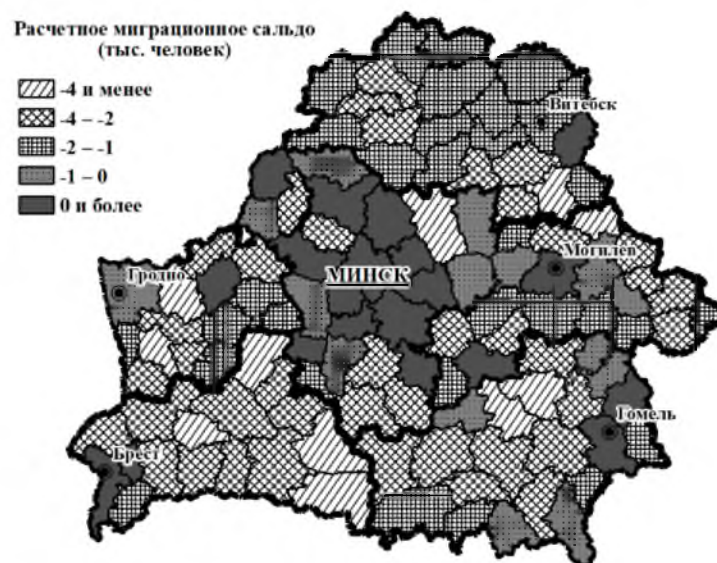 Расчетное миграционное сальдо
(тыс. человек)
-4 и менее
-4 – -2
-2 – -1
-1 – 0
0 и более
Витебск
Могилев
Гродно
МИНСК
Гомель
Брест